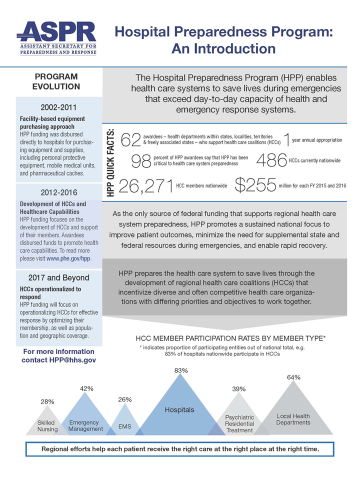 ASPR
ASSISTANT SECRETARY FOR
PREPAREDNESS AND RESPONSE
Hospital Preparedness Program:
An Introduction
PROGRAM
EVOLUTION
2002-2011
Facility-based equipment
purchasing approach
HPP funding was disbursed
directly to hospitals for purchas-
ing equipment and supplies,
including personal protective
equipment, mobile medical units,
and pharmaceutical caches.
2012-2016
Development of HCCs and
Healthcare Capabilities
HPP funding focuses on the
development of HCCs and support
of their members. Awardees
disbursed funds to promote health
care capabilities. To read more
please visit www.phe.gov/hpp.
2017 and Beyond
HCCs operationalized to
respond
HPP funding will focus on
operationalizing HCCs for effective
response by optimizing their
membership, as well as popula-
tion and geographic coverage.
For more information
contact HPP@hhs.gov
The Hospital Preparedness Program (HPP) enables
health care systems to save lives during emergencies
that exceed day-to-day capacity of health and
emergency response systems.
HPP QUICK FACTS:
62 awardees – health departments within states, localities, territories
& freely associated states – who support health care coalitions (HCCs)
1 year annual appropriation
98 percent of HPP awardees say that HPP has been
critical to health care system preparedness
486 HCCs currently nationwide
26,271 HCC members nationwide
$255 million for each FY 2015 and 2016
As the only source of federal funding that supports regional health care
system preparedness, HPP promotes a sustained national focus to
improve patient outcomes, minimize the need for supplemental state and
federal resources during emergencies, and enable rapid recovery.
HPP prepares the health care system to save lives through the
development of regional health care coalitions (HCCs) that
incentivize diverse and often competitive health care organiza-
tions with differing priorities and objectives to work together.
HCC MEMBER PARTICIPATION RATES BY MEMBER TYPE*
* indicates proportion of participating entities out of national total, e.g.
83% of hospitals nationwide participate in HCCs
28%
Skilled
Nursing
42%
Emergency
Management
26%
EMS
83%
Hospitals
39%
Psychiatric
Residential
Treatment
64%
Local Health
Departments
Regional efforts help each patient receive the right care at the right place at the right time.